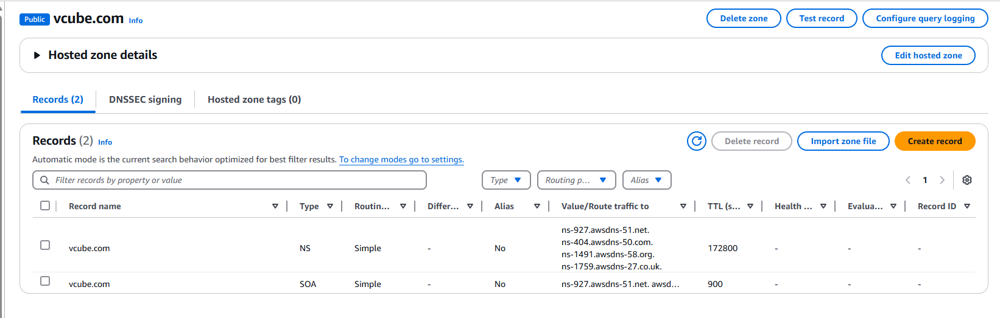 Public vcube.com Info
Delete zone Test record Configure query logging
Hosted zone details
Edit hosted zone
Records (2) DNSSEC signing Hosted zone tags (0)
Records (2) Info
Delete record Import zone file Create record
Automatic mode is the current search behavior optimized for best filter results. To change modes go to settings.
Filter records by property or value
Type Routing p... Alias
1
Record name Type Routin... Differ... Alias Value/Route traffic to TTL (s... Health ... Evalua... Record ID
vcube.com NS Simple - No
ns-927.awsdns-51.net.
ns-404.awsdns-50.com.
ns-1491.awsdns-58.org.
ns-1759.awsdns-27.co.uk.
172800 - - -
vcube.com SOA Simple - No ns-927.awsdns-51.net. awsd... 900 - - -